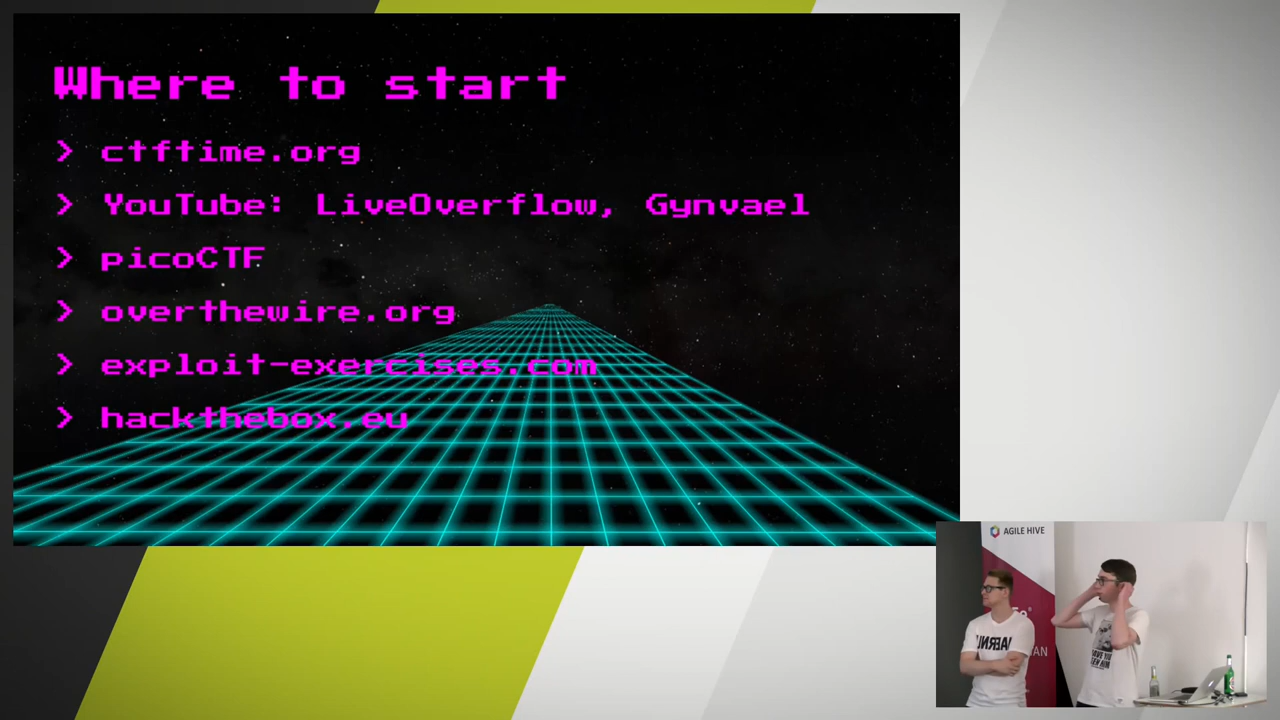 Where to start
> ctftime.org
> YouTube: LiveOverflow, Gynvael
> picoCTF
> overthewire.org
> exploit-exercises.com
> hackthebox.eu
AGILE HIVE